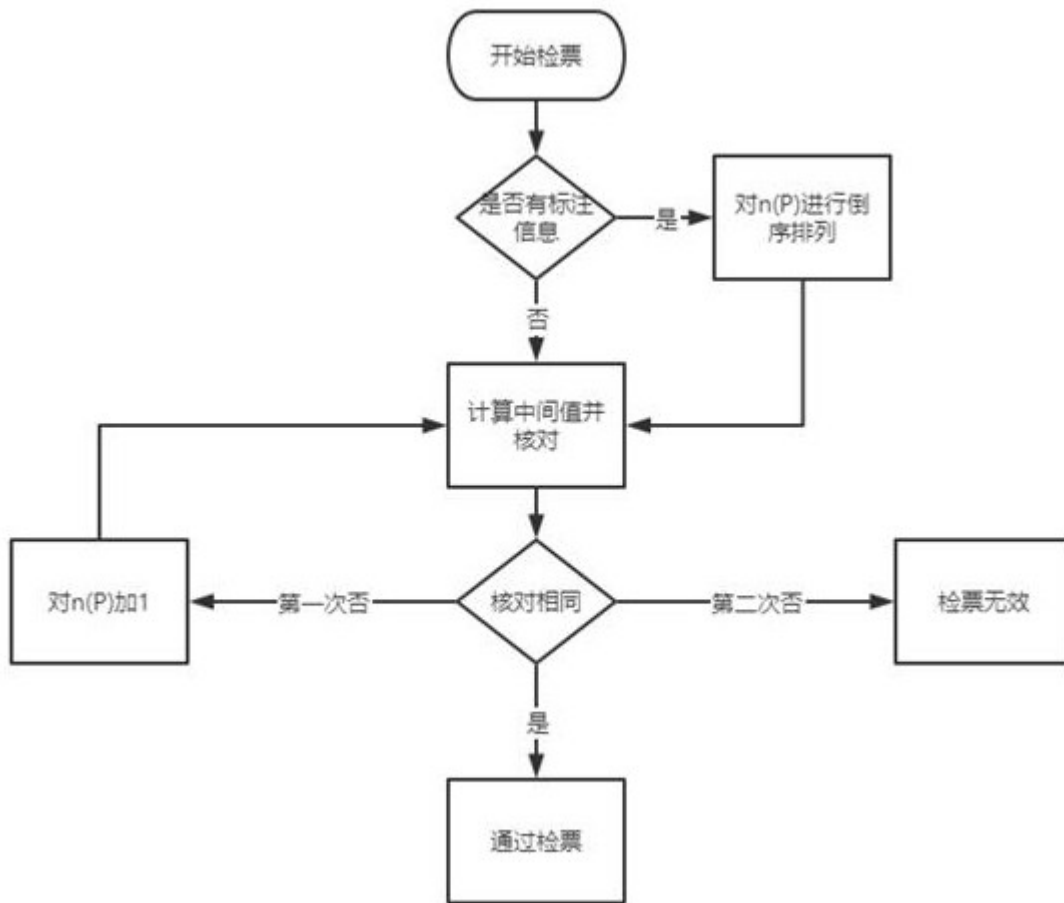 开始检票
是否有标注
信息
是
对n(P)进行倒
序排列
否
计算中间值并
核对
对n(P)加1
第一次否
核对相同
第二次否
检票无效
是
通过检票